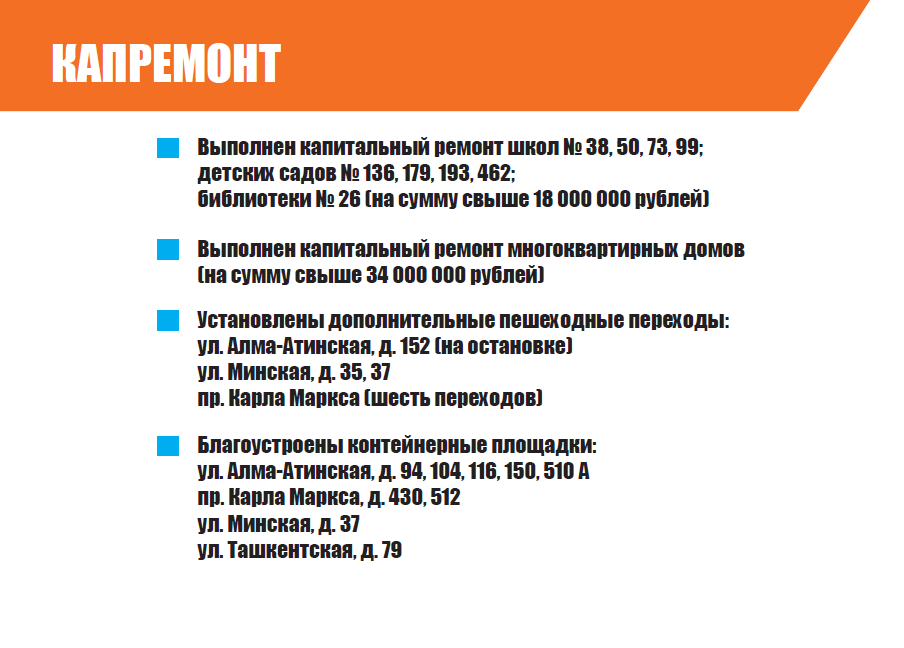 КАПРЕМОНТ
Выполнен капитальный ремонт школ № 38, 50, 73, 99;
детских садов № 136, 179, 193, 462;
библиотеки № 26 (на сумму свыше 18 000 000 рублей)
Выполнен капитальный ремонт многоквартирных домов
(на сумму свыше 34 000 000 рублей)
Установлены дополнительные пешеходные переходы:
ул. Алма-Атинская, д. 152 (на остановке)
ул. Минская, д. 35, 37
пр. Карла Маркса (шесть переходов)
Благоустроены контейнерные площадки:
ул. Алма-Атинская, д. 94, 104, 116, 150, 510 А
пр. Карла Маркса, д. 430, 512
ул. Минская, д. 37
ул. Ташкентская, д. 79